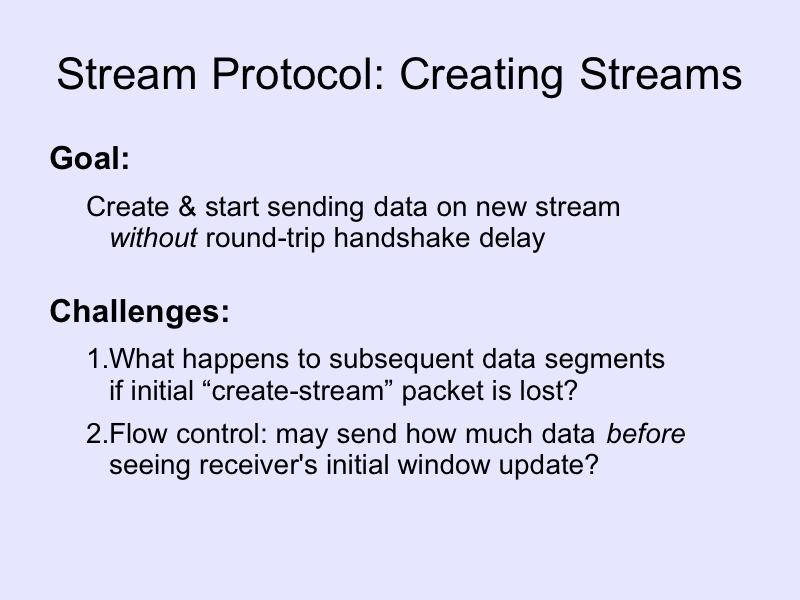 Stream Protocol: Creating Streams
Goal:
Create & start sending data on new stream
without round-trip handshake delay
Challenges:
1.What happens to subsequent data segments
if initial “create-stream” packet is lost?
2.Flow control: may send how much data before
seeing receiver's initial window update?